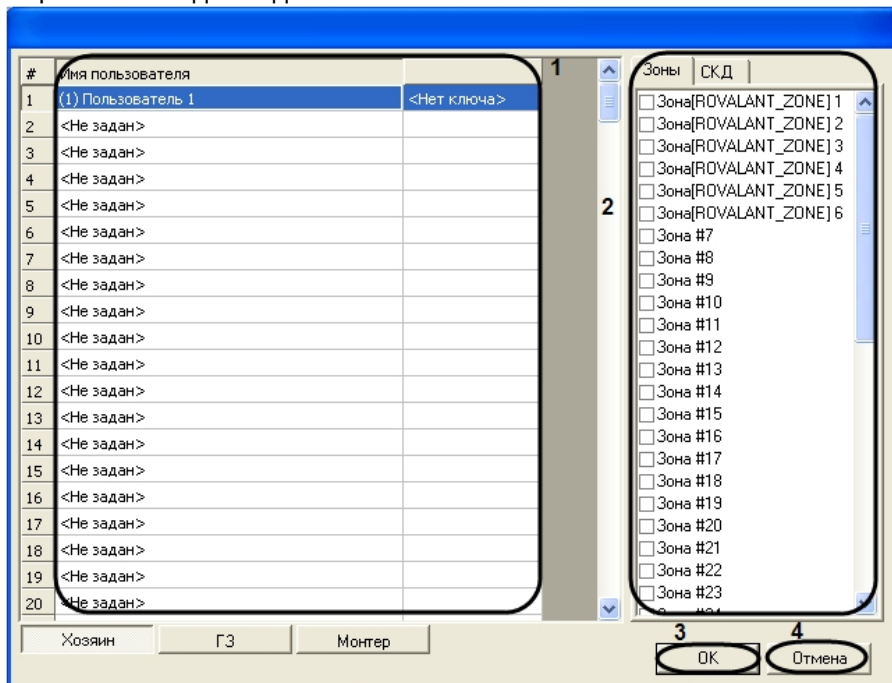 # Имя пользователя
1 (1) Пользователь 1 <Нет ключа>
2 <Не задан>
3 <Не задан>
4 <Не задан>
5 <Не задан>
6 <Не задан>
7 <Не задан>
8 <Не задан>
9 <Не задан>
10 <Не задан>
11 <Не задан>
12 <Не задан>
13 <Не задан>
14 <Не задан>
15 <Не задан>
16 <Не задан>
17 <Не задан>
18 <Не задан>
19 <Не задан>
20 <Не задан>
Хозяин ГЗ Монтер
1
2
Зоны СКД
Зона[ROVALANT_ZONE] 1
Зона[ROVALANT_ZONE] 2
Зона[ROVALANT_ZONE] 3
Зона[ROVALANT_ZONE] 4
Зона[ROVALANT_ZONE] 5
Зона[ROVALANT_ZONE] 6
Зона #7
Зона #8
Зона #9
Зона #10
Зона #11
Зона #12
Зона #13
Зона #14
Зона #15
Зона #16
Зона #17
Зона #18
Зона #19
Зона #20
Зона #21
Зона #22
Зона #23
3 4
OK Отмена